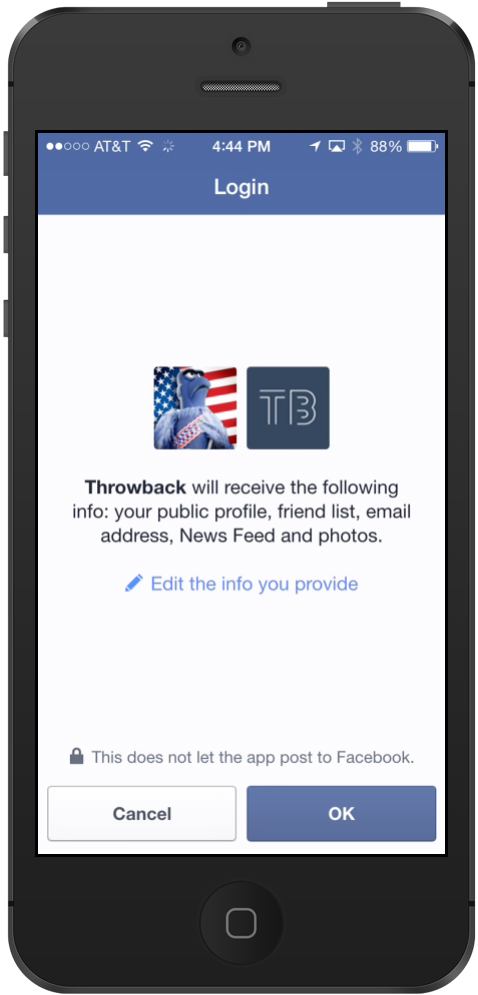 AT&T 4:44 PM 88%
Login
TB
Throwback will receive the following
info: your public profile, friend list, email
address, News Feed and photos.
Edit the info you provide
This does not let the app post to Facebook.
Cancel OK